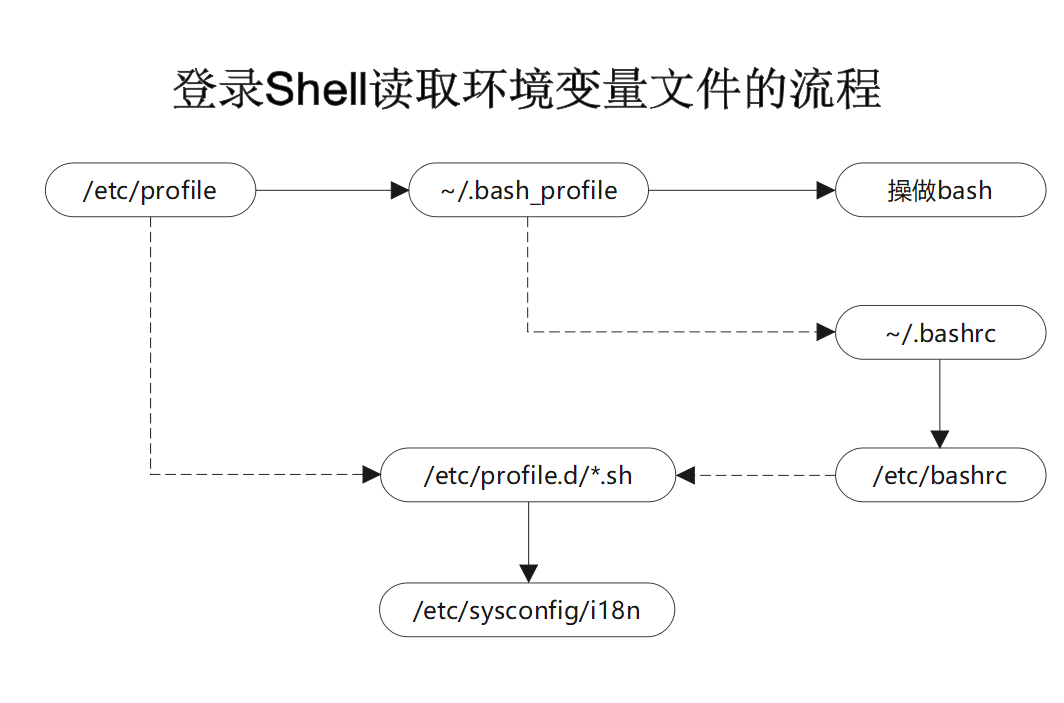 登录Shell读取环境变量文件的流程
/etc/profile
~/.bash_profile
操做bash
~/.bashrc
/etc/profile.d/*.sh
/etc/bashrc
/etc/sysconfig/i18n